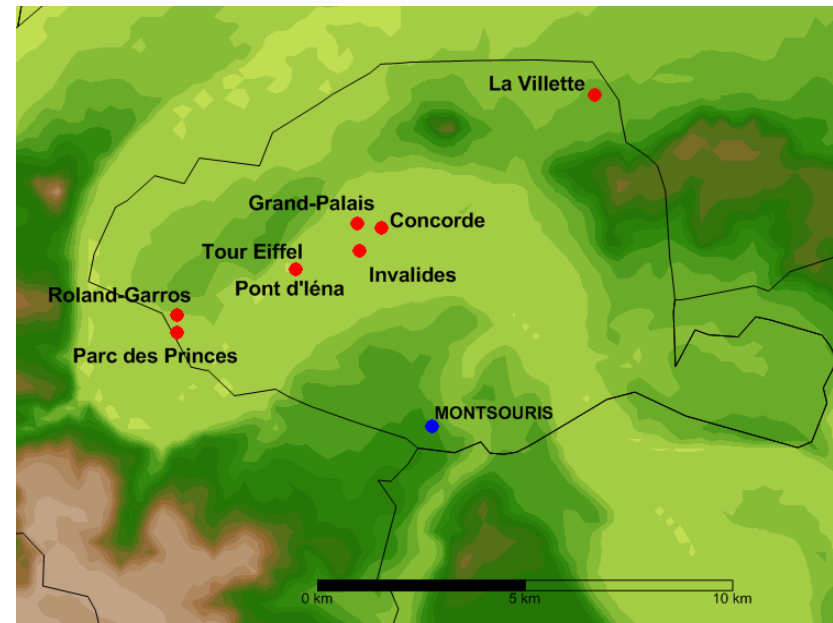 La Villette
Grand-Palais
Concorde
Tour Eiffel
Invalides
Pont d'Iéna
Roland-Garros
Parc des Princes
MONTSOURIS
0 km
5 km
10 km